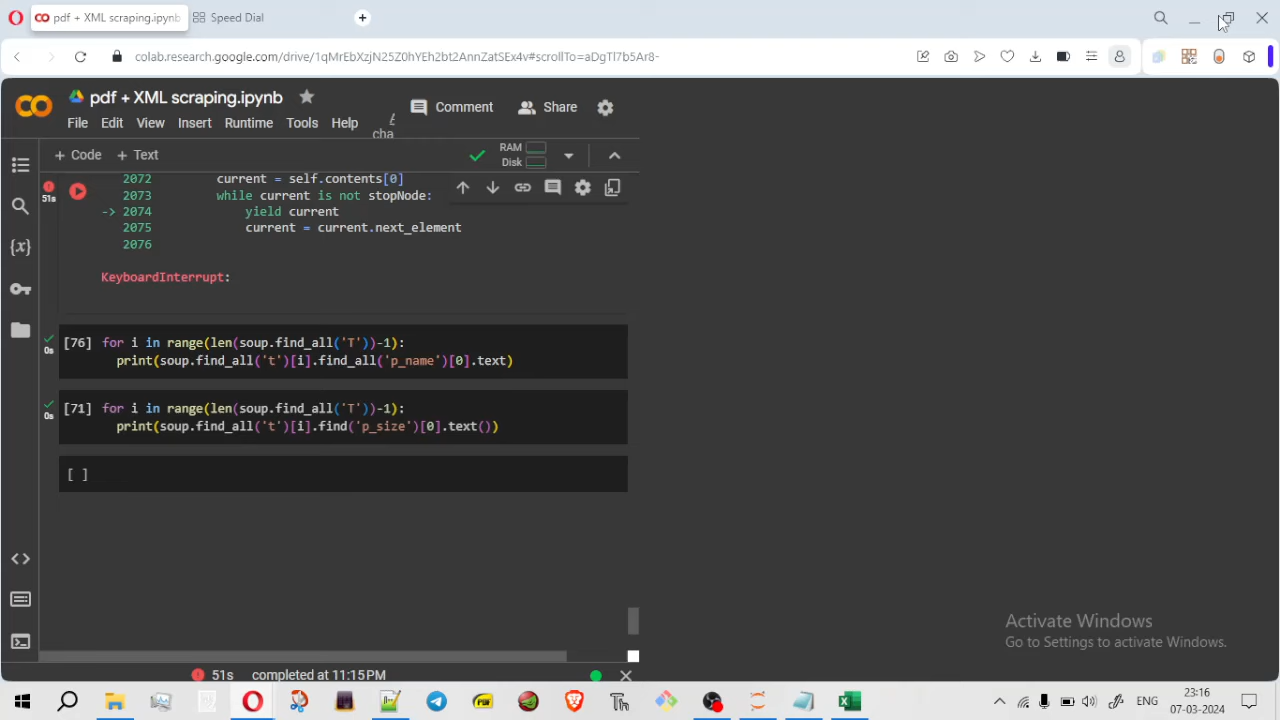 pdf + XML scraping.ipynb
Speed Dial
colab.research.google.com/drive/1qMrEbXzjN25Z0hYEh2bt2AnnZatSEx4v#scrollTo=aDgTl7b5Ar8-
pdf + XML scraping.ipynb
Comment
Share
File Edit View Insert Runtime Tools Help
cha
+ Code + Text
RAM
Disk
51s
2072 current = self.contents[0]
2073 while current is not stopNode:
-> 2074 yield current
2075 current = current.next_element
2076
KeyboardInterrupt:
[76] for i in range(len(soup.find_all('T'))-1):
0s
print(soup.find_all('t')[i].find_all('p_name')[0].text)
[71] for i in range(len(soup.find_all('T'))-1):
0s
print(soup.find_all('t')[i].find('p_size')[0].text())
[ ]
Activate Windows
Go to Settings to activate Windows.
51s completed at 11:15PM
ENG
23:16
07-03-2024